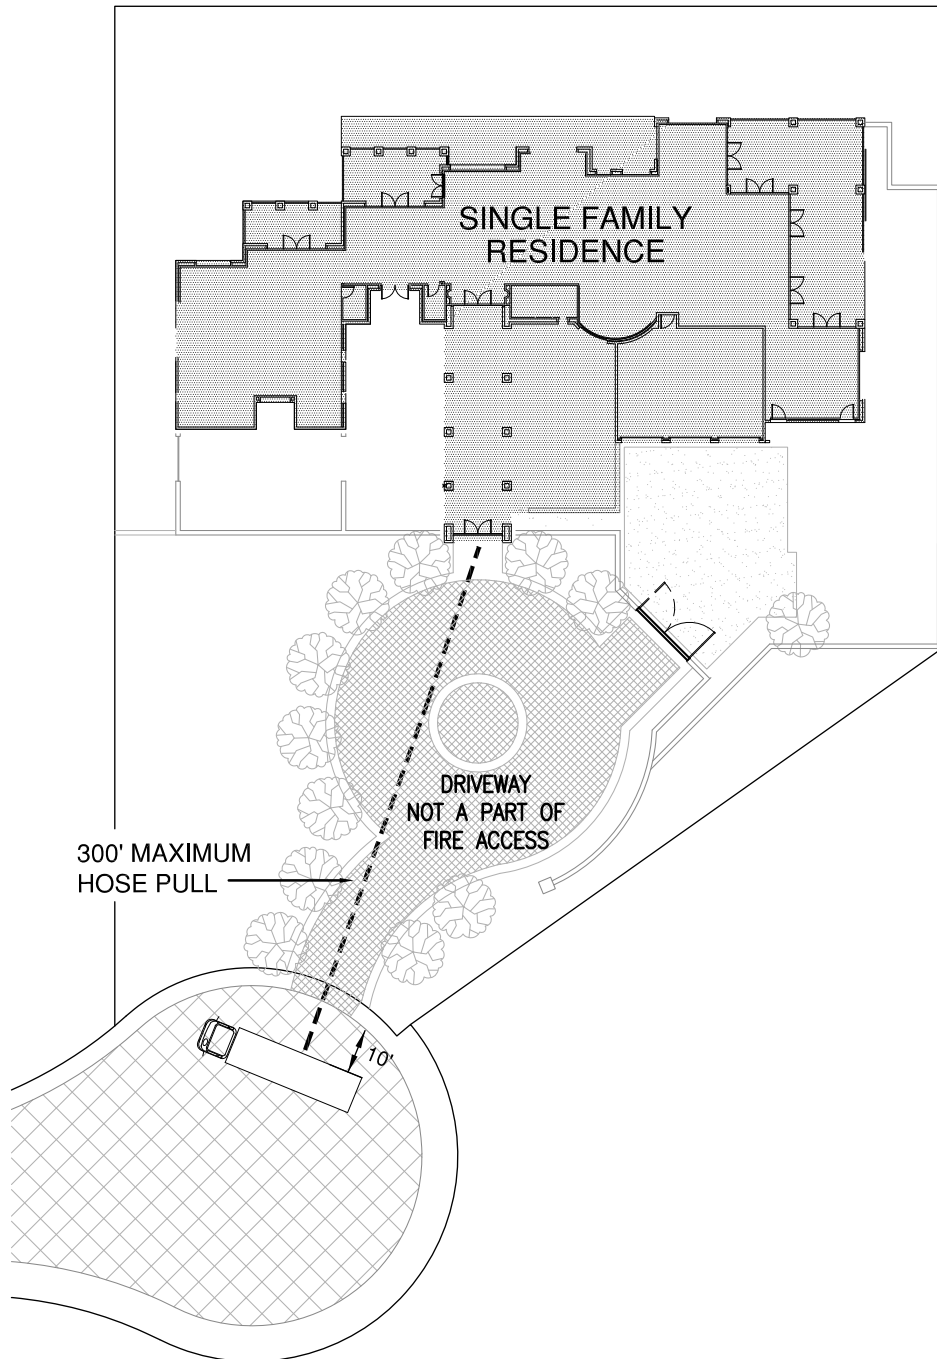 SINGLE FAMILY
RESIDENCE
DRIVEWAY
NOT A PART OF
FIRE ACCESS
300' MAXIMUM
HOSE PULL
10'